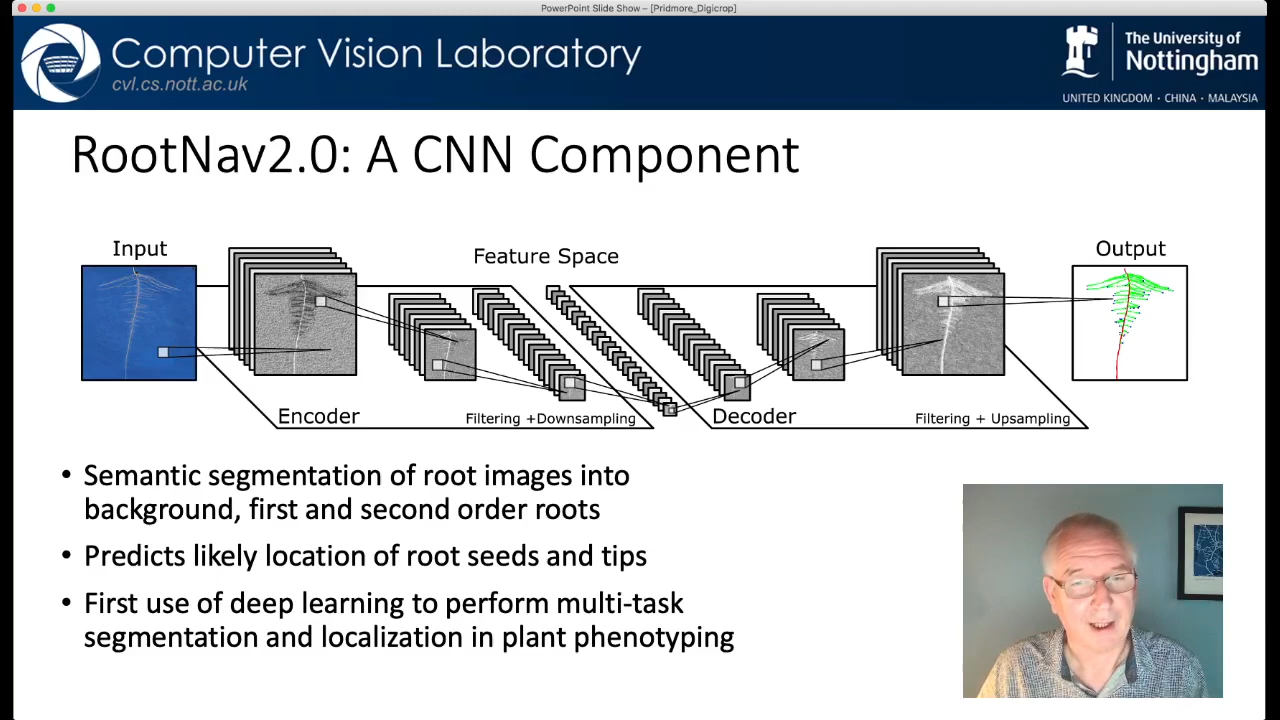 PowerPoint Slide Show – [Pridmore_Digicrop]
Computer Vision Laboratory
cvl.cs.nott.ac.uk
The University of
Nottingham
UNITED KINGDOM · CHINA · MALAYSIA
RootNav2.0: A CNN Component
Input
Feature Space
Output
Encoder
Filtering +Downsampling
Decoder
Filtering + Upsampling
• Semantic segmentation of root images into
background, first and second order roots
• Predicts likely location of root seeds and tips
• First use of deep learning to perform multi-task
segmentation and localization in plant phenotyping